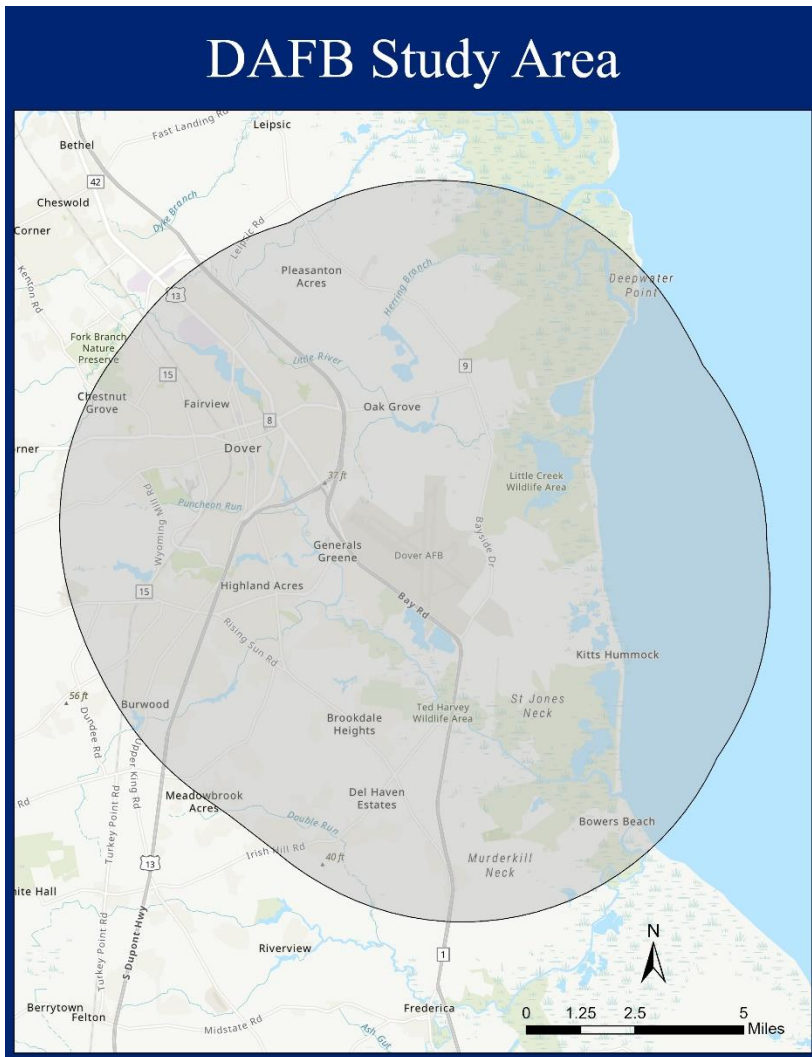 DAFB Study Area
Fast Landing Rd
Leipsic
Bethel
42
Cheswold
Dyke Branch
Corner
Leipsic Rd
Kenton Rd
Pleasanton
Acres
Herring Branch
Deepwater
Point
13
Fork Branch
Nature
Preserve
Little River
9
15
Chestnut
Grove
Fairview
Oak Grove
8
orner
Dover
37 ft
Little Creek
Wildlife Area
Puncheon Run
Wyoming Mill Rd
Bayside Dr
Generals
Greene
Dover AFB
Highland Acres
15
Bay Rd
Rising Sun Rd
Kitts Hummock
56 ft
Burwood
Dundee Rd
Ted Harvey
Wildlife Area
St Jones
Neck
Brookdale
Heights
Upper King Rd
Rd
Meadowbrook
Acres
Del Haven
Estates
Turkey Point Rd
Double Run
Bowers Beach
Irish Hill Rd
40 ft
Murderkill
Neck
13
hite Hall
S Dupont Hwy
Turkey Point Rd
Riverview
1
N
Berrytown
Felton
Midstate Rd
Frederica
Ash Gut
0 1.25 2.5 5
Miles